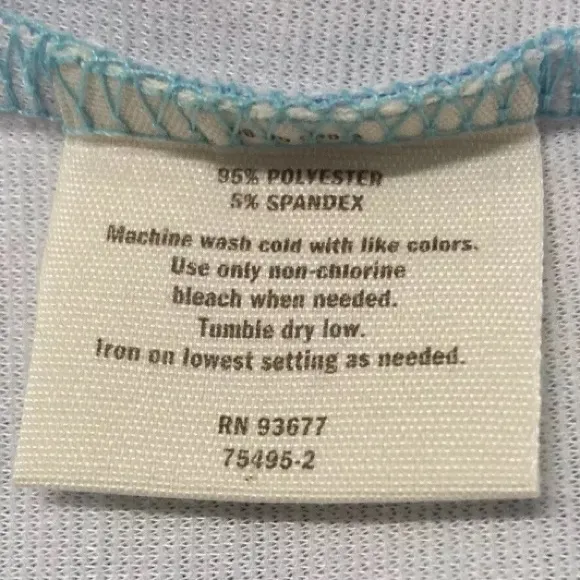 95% POLYESTER
5% SPANDEX
Machine wash cold with like colors.
Use only non-chlorine
bleach when needed.
Tumble dry low.
Iron on lowest setting as needed.
RN 93677
75495-2